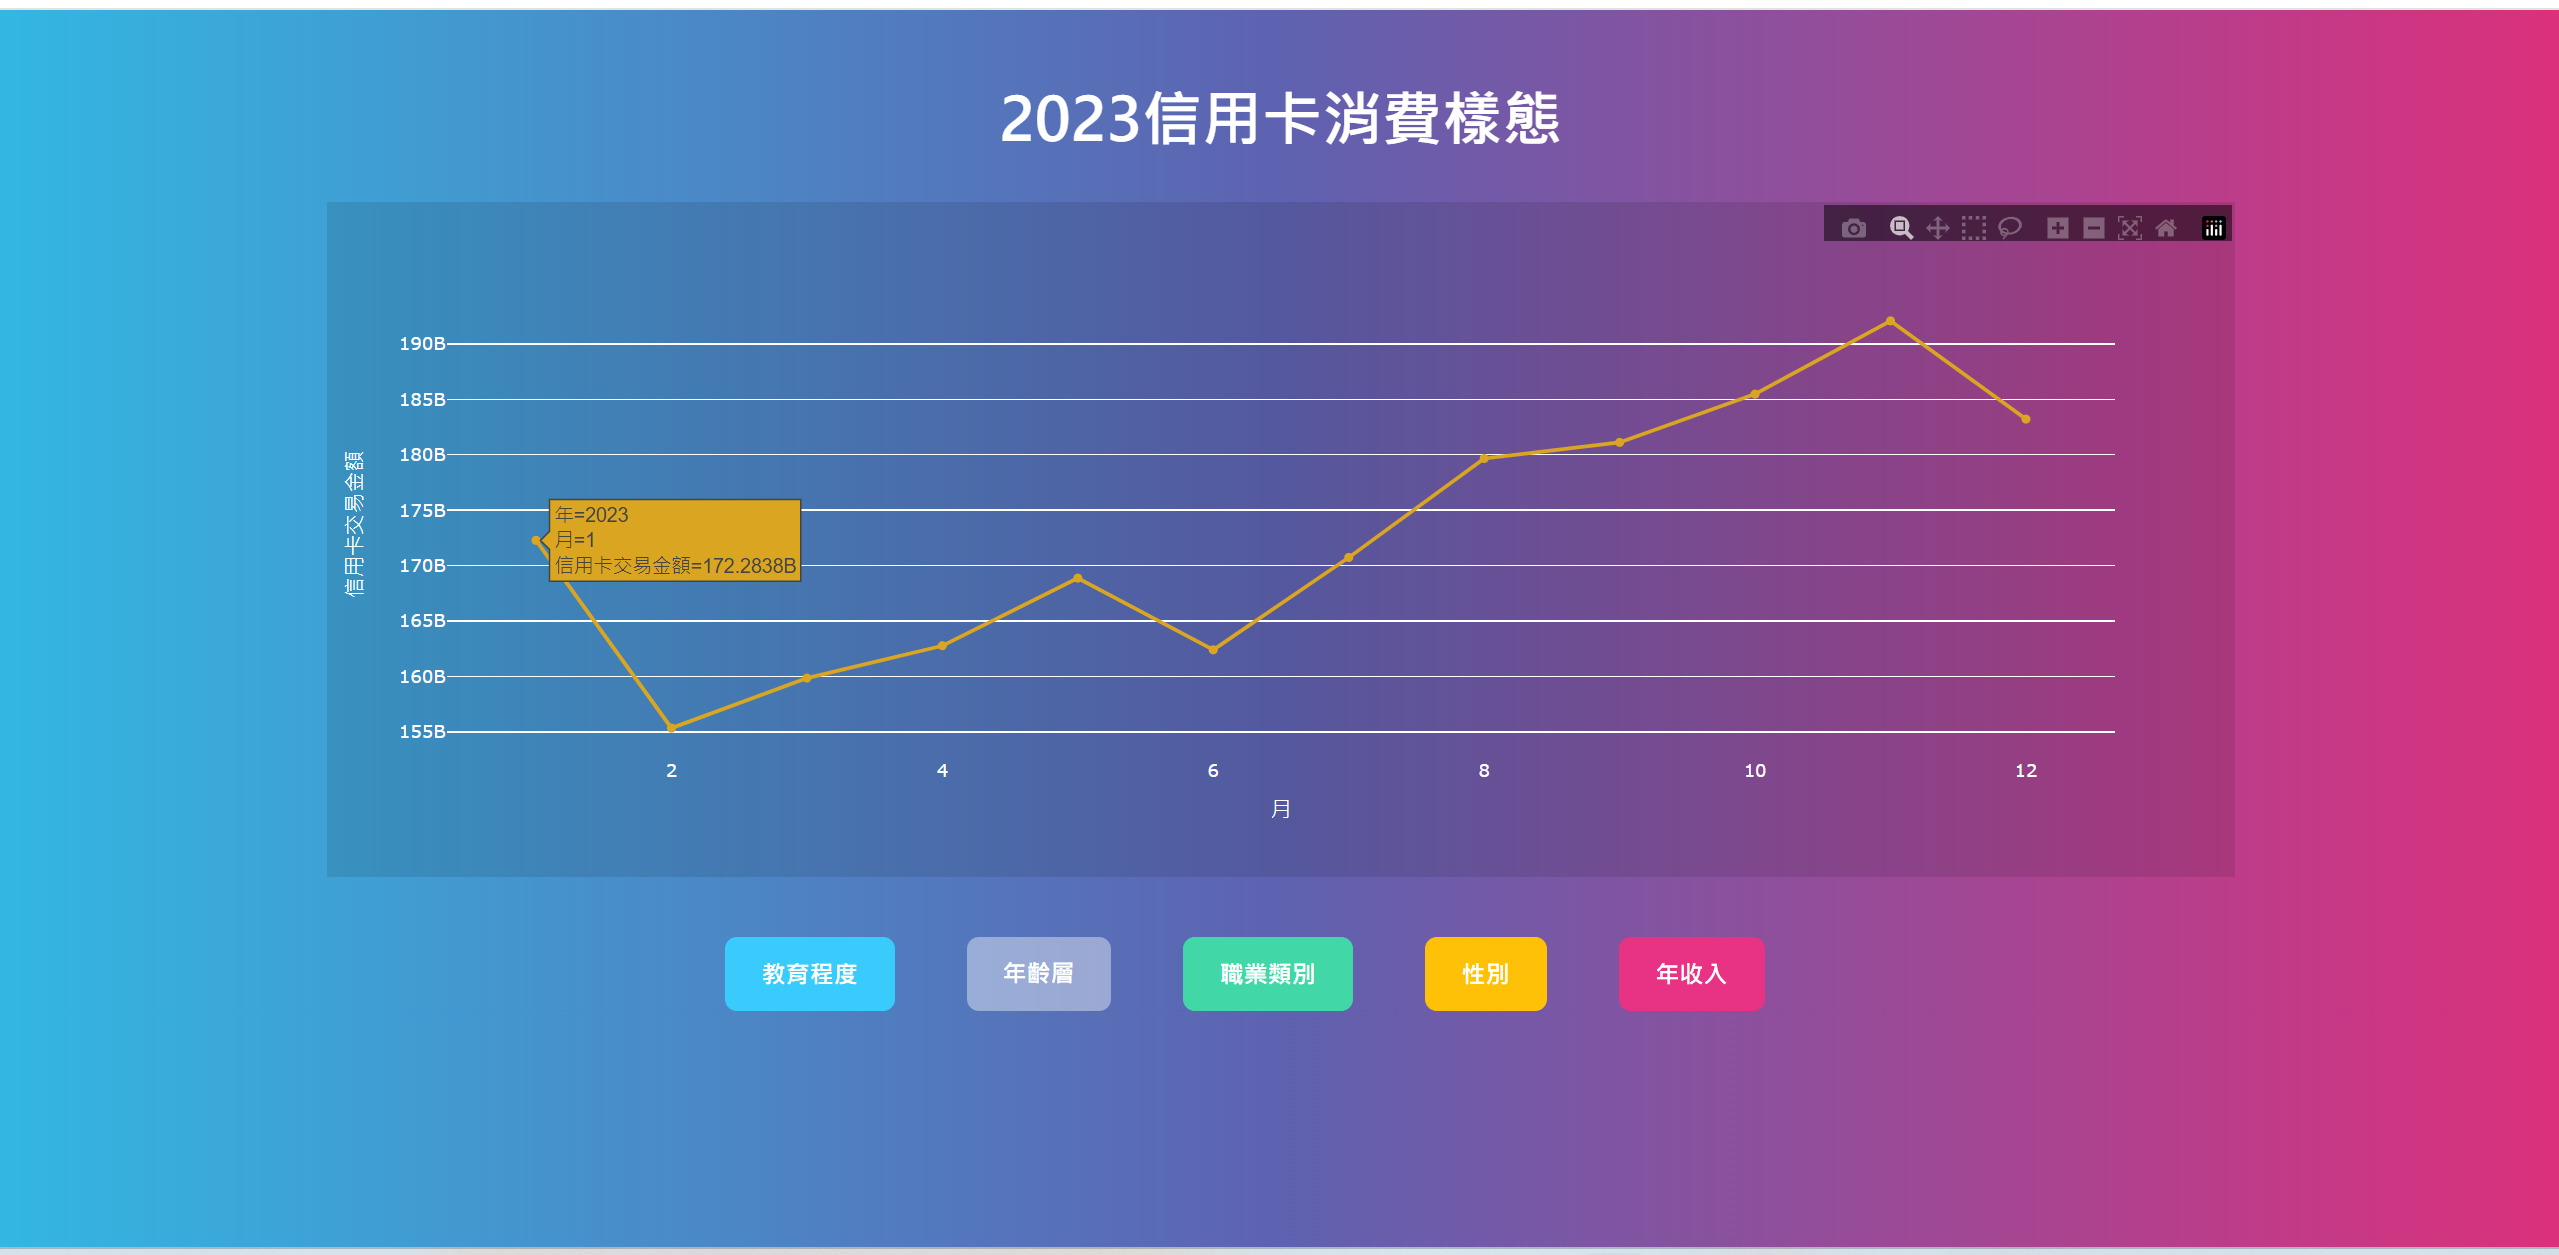 2023信用卡消費樣態
信用卡交易金額
190B
185B
180B
175B
170B
165B
160B
155B
年=2023
月=1
信用卡交易金額=172.2838B
2 4 6 8 10 12
月
教育程度 年齡層 職業類別 性別 年收入